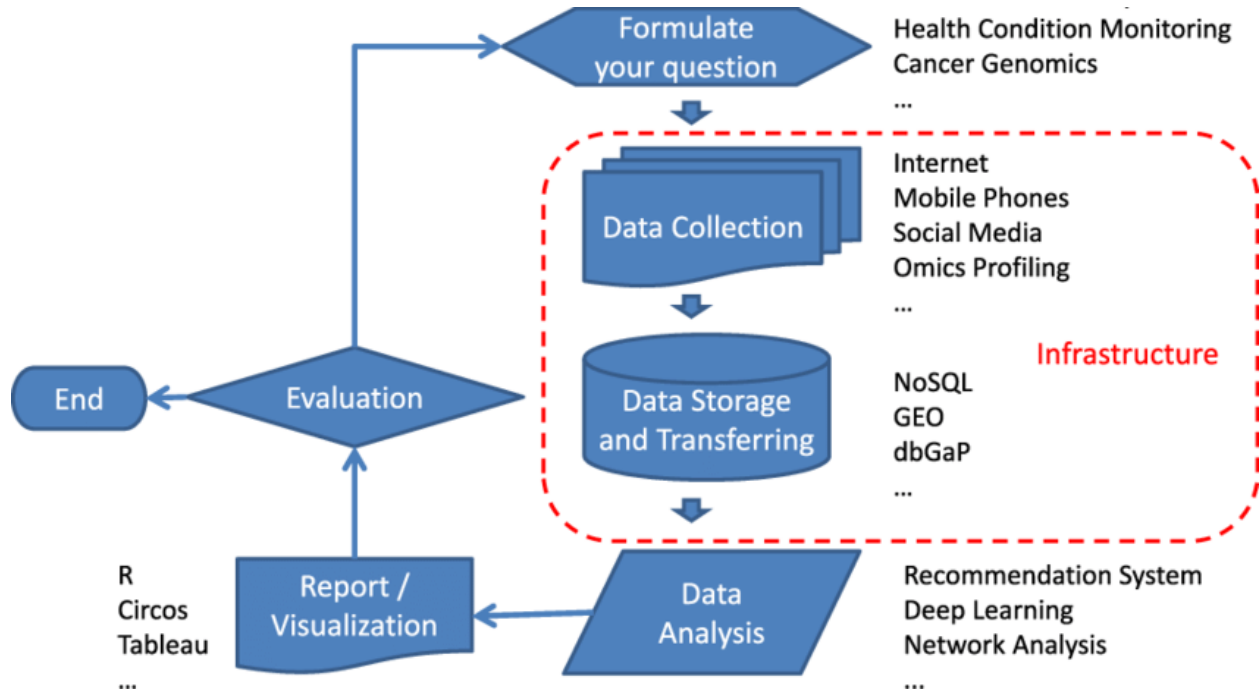 Formulate
your question
Health Condition Monitoring
Cancer Genomics
...
Data Collection
Internet
Mobile Phones
Social Media
Omics Profiling
...
Infrastructure
Data Storage
and Transferring
NoSQL
GEO
dbGaP
...
Data
Analysis
Recommendation System
Deep Learning
Network Analysis
...
Report /
Visualization
R
Circos
Tableau
...
Evaluation
End